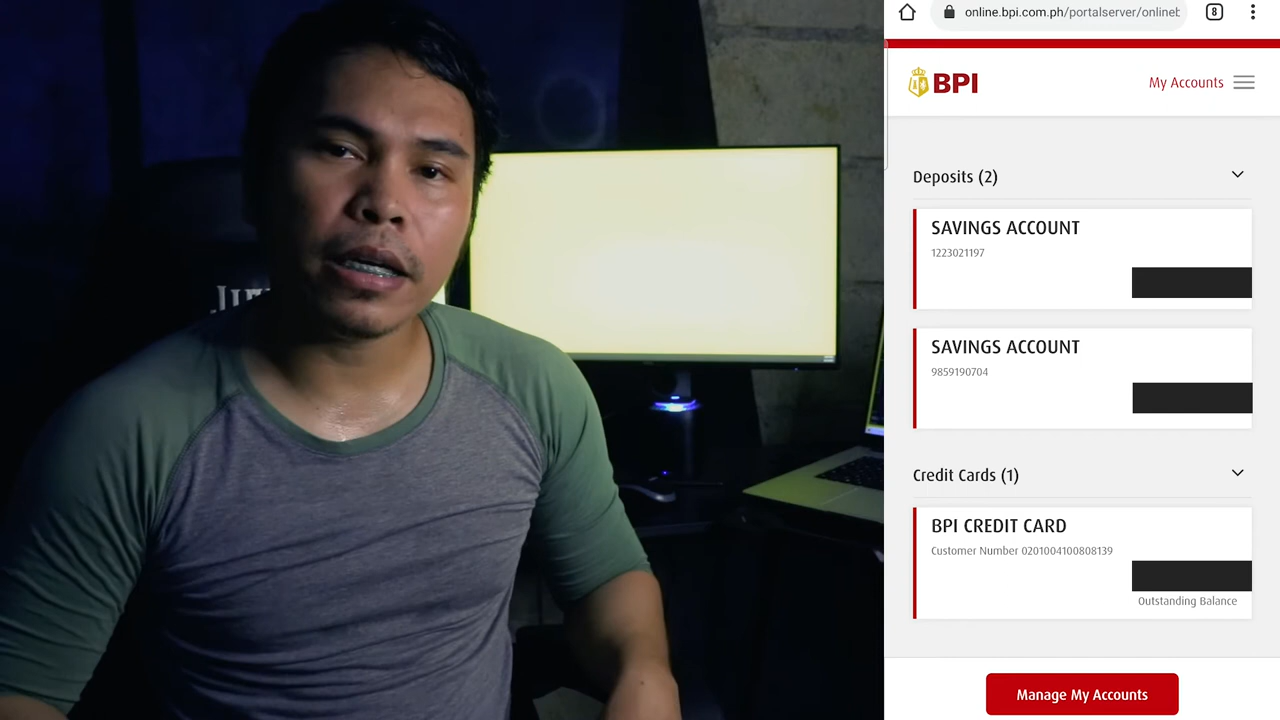 online.bpi.com.ph/portalserver/onlineb
8
BPI
My Accounts
Deposits (2)
SAVINGS ACCOUNT
1223021197
SAVINGS ACCOUNT
9859190704
Credit Cards (1)
BPI CREDIT CARD
Customer Number 0201004100808139
Outstanding Balance
Manage My Accounts